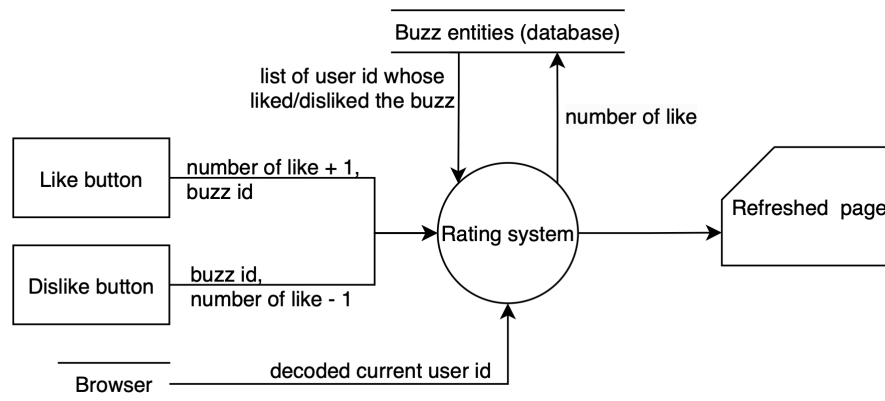 Buzz entities (database)
list of user id whose
liked/disliked the buzz
number of like
Like button
number of like + 1,
buzz id
Rating system
Refreshed page
Dislike button
buzz id,
number of like - 1
decoded current user id
Browser